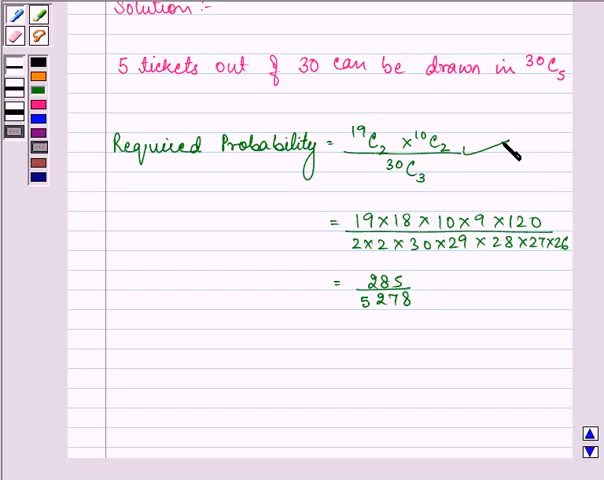 Solution :-
5 tickets out of 30 can be drawn in ³⁰C₅
Required Probability = ¹⁹C₂ × ¹⁰C₂ / ³⁰C₃
= 19×18×10×9×120 / 2×2×30×29×28×27×26
= 285 / 5278